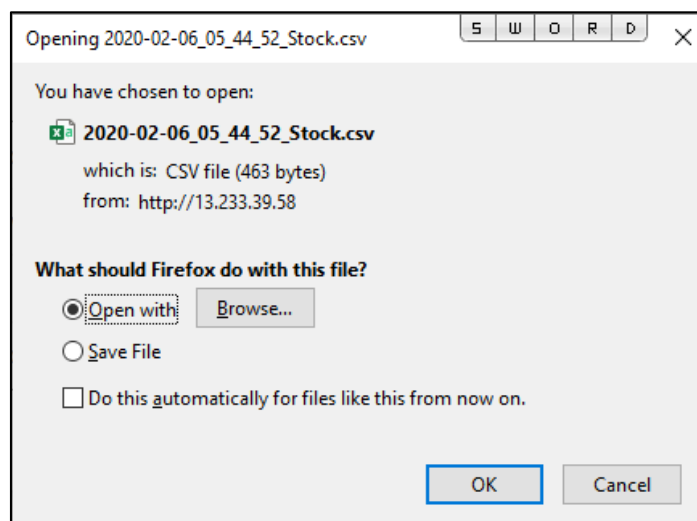 Opening 2020-02-06_05_44_52_Stock.csv
S W O R D
You have chosen to open:
2020-02-06_05_44_52_Stock.csv
which is: CSV file (463 bytes)
from: http://13.233.39.58
What should Firefox do with this file?
Open with Browse...
Save File
Do this automatically for files like this from now on.
OK Cancel